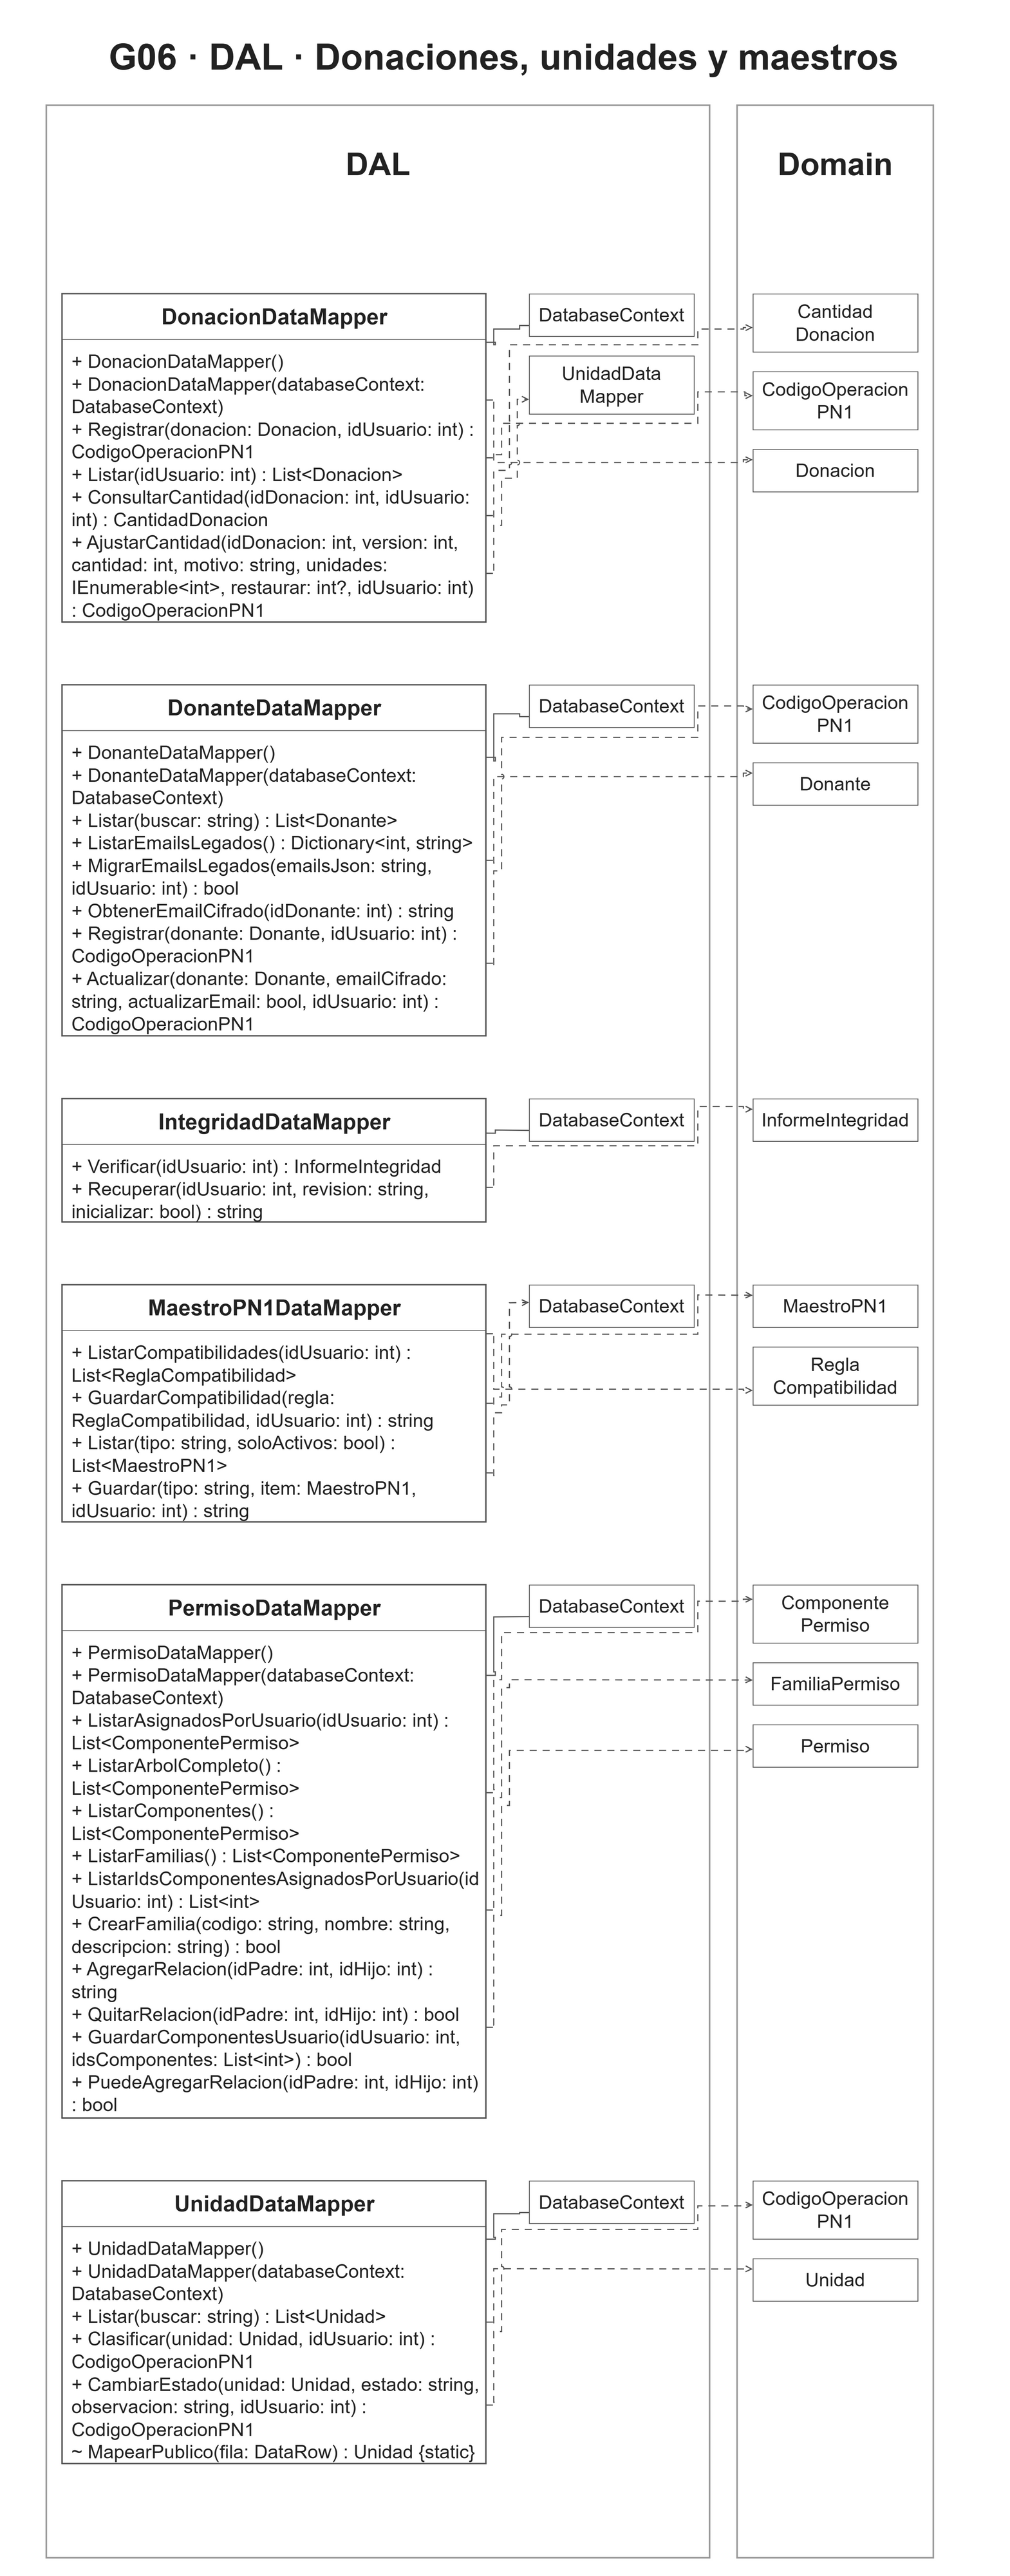 G06 · DAL · Donaciones, unidades y maestros
DAL
Domain
DonacionDataMapper
+ DonacionDataMapper()
+ DonacionDataMapper(databaseContext:
DatabaseContext)
+ Registrar(donacion: Donacion, idUsuario: int) :
CodigoOperacionPN1
+ Listar(idUsuario: int) : List<Donacion>
+ ConsultarCantidad(idDonacion: int, idUsuario:
int) : CantidadDonacion
+ AjustarCantidad(idDonacion: int, version: int,
cantidad: int, motivo: string, unidades:
IEnumerable<int>, restaurar: int?, idUsuario: int)
: CodigoOperacionPN1
DatabaseContext
UnidadData
Mapper
Cantidad
Donacion
CodigoOperacion
PN1
Donacion
DonanteDataMapper
+ DonanteDataMapper()
+ DonanteDataMapper(databaseContext:
DatabaseContext)
+ Listar(buscar: string) : List<Donante>
+ ListarEmailsLegados() : Dictionary<int, string>
+ MigrarEmailsLegados(emailsJson: string,
idUsuario: int) : bool
+ ObtenerEmailCifrado(idDonante: int) : string
+ Registrar(donante: Donante, idUsuario: int) :
CodigoOperacionPN1
+ Actualizar(donante: Donante, emailCifrado:
string, actualizarEmail: bool, idUsuario: int) :
CodigoOperacionPN1
DatabaseContext
CodigoOperacion
PN1
Donante
IntegridadDataMapper
+ Verificar(idUsuario: int) : InformeIntegridad
+ Recuperar(idUsuario: int, revision: string,
inicializar: bool) : string
DatabaseContext
InformeIntegridad
MaestroPN1DataMapper
+ ListarCompatibilidades(idUsuario: int) :
List<ReglaCompatibilidad>
+ GuardarCompatibilidad(regla:
ReglaCompatibilidad, idUsuario: int) : string
+ Listar(tipo: string, soloActivos: bool) :
List<MaestroPN1>
+ Guardar(tipo: string, item: MaestroPN1,
idUsuario: int) : string
DatabaseContext
MaestroPN1
Regla
Compatibilidad
PermisoDataMapper
+ PermisoDataMapper()
+ PermisoDataMapper(databaseContext:
DatabaseContext)
+ ListarAsignadosPorUsuario(idUsuario: int) :
List<ComponentePermiso>
+ ListarArbolCompleto() :
List<ComponentePermiso>
+ ListarComponentes() :
List<ComponentePermiso>
+ ListarFamilias() : List<ComponentePermiso>
+ ListarIdsComponentesAsignadosPorUsuario(id
Usuario: int) : List<int>
+ CrearFamilia(codigo: string, nombre: string,
descripcion: string) : bool
+ AgregarRelacion(idPadre: int, idHijo: int) :
string
+ QuitarRelacion(idPadre: int, idHijo: int) : bool
+ GuardarComponentesUsuario(idUsuario: int,
idsComponentes: List<int>) : bool
+ PuedeAgregarRelacion(idPadre: int, idHijo: int)
: bool
DatabaseContext
Componente
Permiso
FamiliaPermiso
Permiso
UnidadDataMapper
+ UnidadDataMapper()
+ UnidadDataMapper(databaseContext:
DatabaseContext)
+ Listar(buscar: string) : List<Unidad>
+ Clasificar(unidad: Unidad, idUsuario: int) :
CodigoOperacionPN1
+ CambiarEstado(unidad: Unidad, estado: string,
observacion: string, idUsuario: int) :
CodigoOperacionPN1
~ MapearPublico(fila: DataRow) : Unidad {static}
DatabaseContext
CodigoOperacion
PN1
Unidad